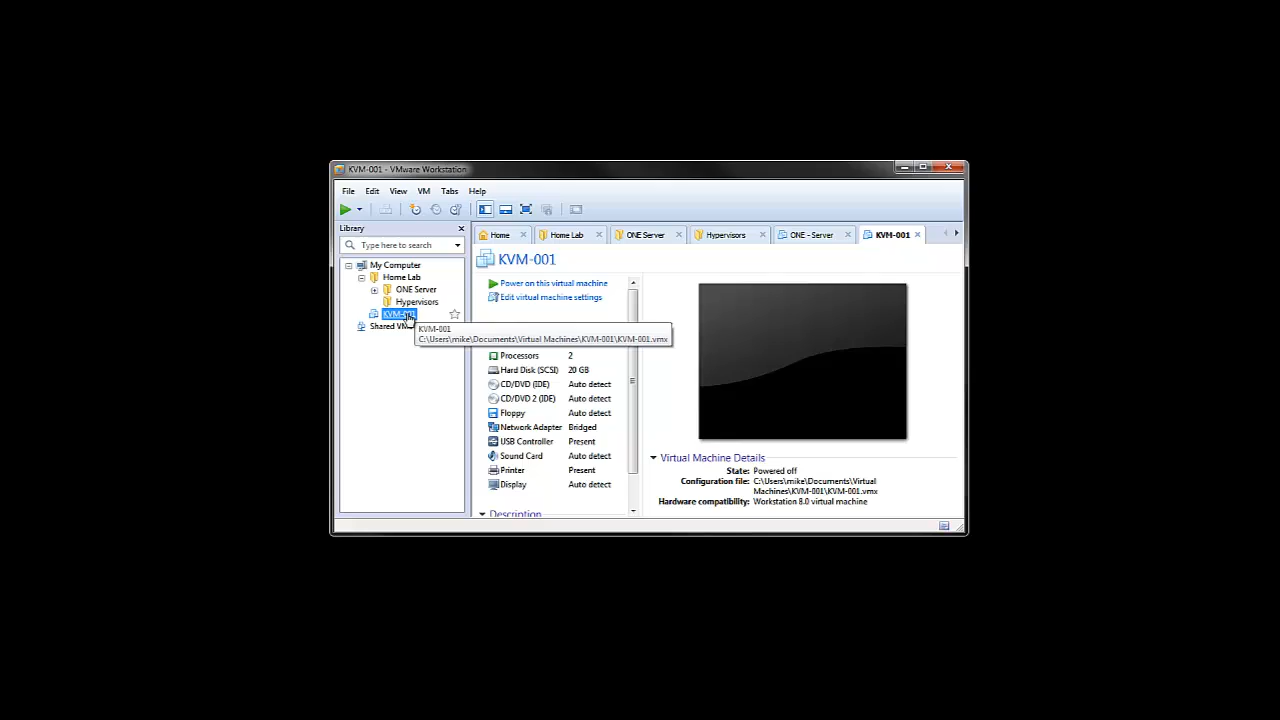 KVM-001 - VMware Workstation
File Edit View VM Tabs Help
Library
Type here to search
My Computer
Home Lab
ONE Server
Hypervisors
KVM-001
Shared
Home
Home Lab
ONE Server
Hypervisors
ONE - Server
KVM-001
KVM-001
Power on this virtual machine
Edit virtual machine settings
KVM-001
C:\Users\mike\Documents\Virtual Machines\KVM-001\KVM-001.vmx
Processors 2
Hard Disk (SCSI) 20 GB
CD/DVD (IDE) Auto detect
CD/DVD 2 (IDE) Auto detect
Floppy Auto detect
Network Adapter Bridged
USB Controller Present
Sound Card Auto detect
Printer Present
Display Auto detect
Description
Virtual Machine Details
State: Powered off
Configuration file: C:\Users\mike\Documents\Virtual
Machines\KVM-001\KVM-001.vmx
Hardware compatibility: Workstation 8.0 virtual machine